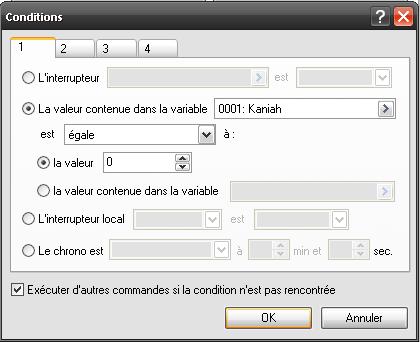 Conditions
1 2 3 4
L'interrupteur est
La valeur contenue dans la variable 0001: Kaniah
est égale à :
la valeur 0
la valeur contenue dans la variable
L'interrupteur local est
Le chrono est à min et sec.
Exécuter d'autres commandes si la condition n'est pas rencontrée
OK Annuler